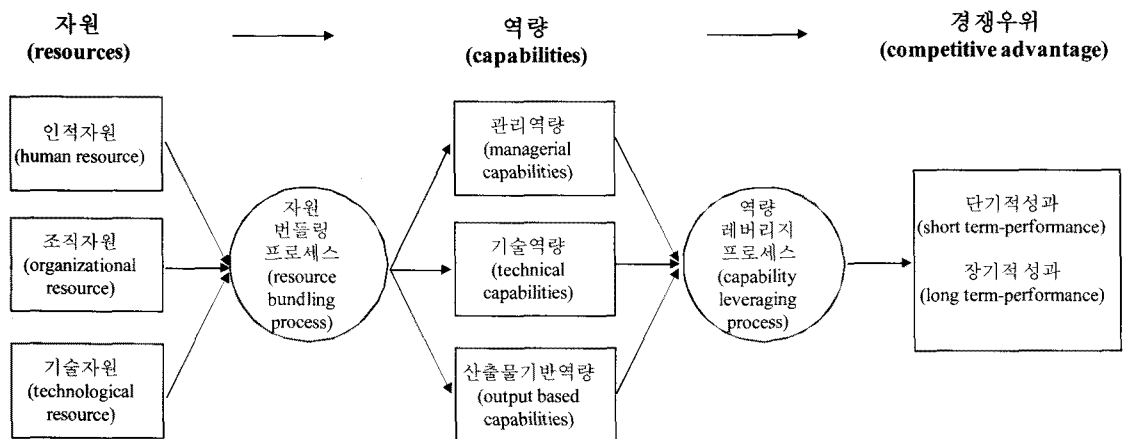 자원
(resources)
역량
(capabilities)
경쟁우위
(competitive advantage)
인적자원
(human resource)
조직자원
(organizational
resource)
기술자원
(technological
resource)
자원
번들링
프로세스
(resource
bundling
process)
관리역량
(managerial
capabilities)
기술역량
(technical
capabilities)
산출물기반역량
(output based
capabilities)
역량
레버리지
프로세스
(capability
leveraging
process)
단기적성과
(short term-performance)
장기적 성과
(long term-performance)